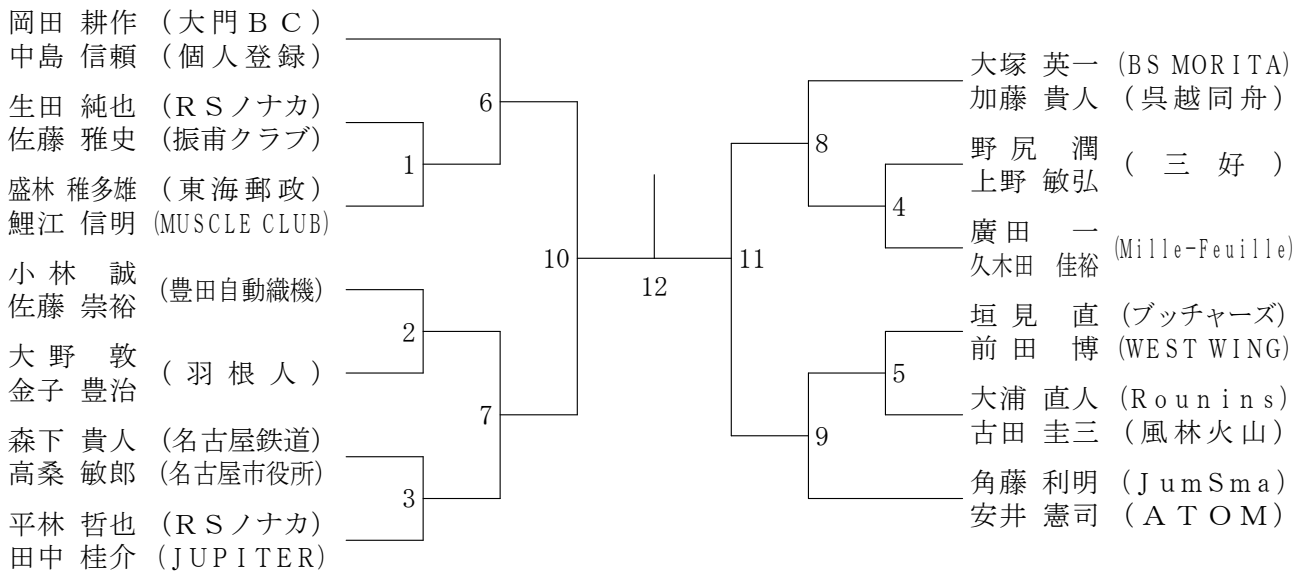 岡田 耕作 (大門ＢＣ)
中島 信頼 (個人登録)
生田 純也 (ＲＳノナカ)
佐藤 雅史 (振甫クラブ)
盛林 稚多雄 (東海郵政)
鯉江 信明 (MUSCLE CLUB)
小林 誠
佐藤 崇裕
(豊田自動織機)
大野 敦
金子 豊治
(羽根人)
森下 貴人 (名古屋鉄道)
高桑 敏郎 (名古屋市役所)
平林 哲也 (ＲＳノナカ)
田中 桂介 (JUPITER)
6
1
10
2
7
3
12
大塚 英一 (BS MORITA)
加藤 貴人 (呉越同舟)
野尻 潤
上野 敏弘
(三好)
廣田 一
久木田 佳裕
(Mille-Feuille)
垣見 直 (ブッチャーズ)
前田 博 (WEST WING)
大浦 直人 (Rounins)
古田 圭三 (風林火山)
角藤 利明 (JumSma)
安井 憲司 (ＡＴＯＭ)
8
4
11
5
9